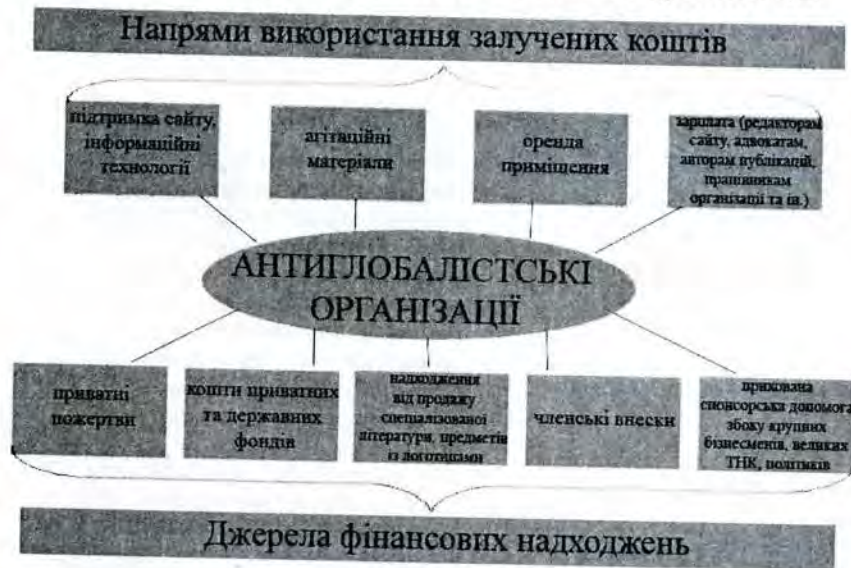 Напрями використання залучених коштів
підтримка сайту,
інформаційні
технології
агітаційні
матеріали
оренда
приміщення
зарплата (редакторам
сайту, адвокатам,
авторам публікацій,
працівникам
організації та ін.)
АНТИГЛОБАЛІСТСЬКІ
ОРГАНІЗАЦІЇ
приватні
пожертви
кошти приватних
та державних
фондів
надходження
від продажу
спеціалізованої
літератури, предметів
із логотипами
членські внески
прихована
спонсорська допомога
збоку крупних
бізнесменів, великих
ТНК, політиків
Джерела фінансових надходжень